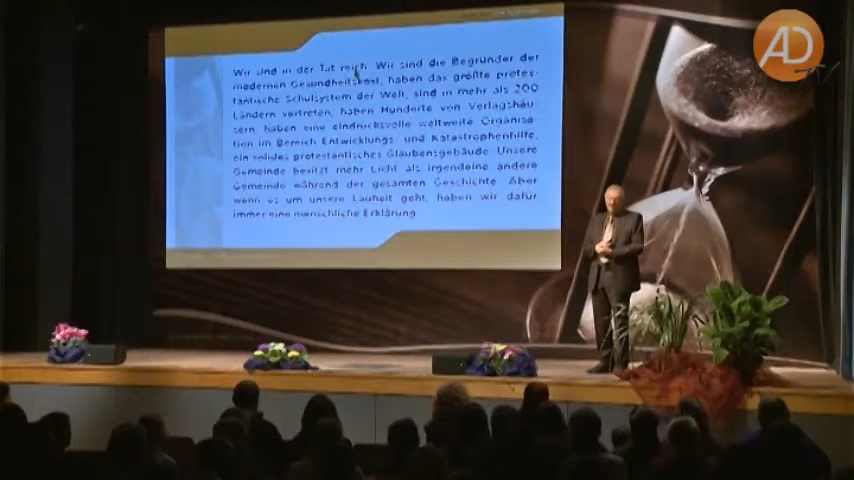 Wir sind in der Tat reich. Wir sind die Begründer der
modernen Gesundheitskost, haben das größte protes-
tantische Schulsystem der Welt, sind in mehr als 200
Ländern vertreten, haben Hunderte von Verlagshäu-
sern, haben eine eindrucksvolle weltweite Organisa-
tion im Bereich Entwicklungs- und Katastrophenhilfe,
ein solides protestantisches Glaubensgebäude. Unsere
Gemeinde besitzt mehr Licht als irgendeine andere
Gemeinde während der gesamten Geschichte. Aber
wenn es um unsere Lauheit geht, haben wir dafür
immer eine menschliche Erklärung.
AD
TV